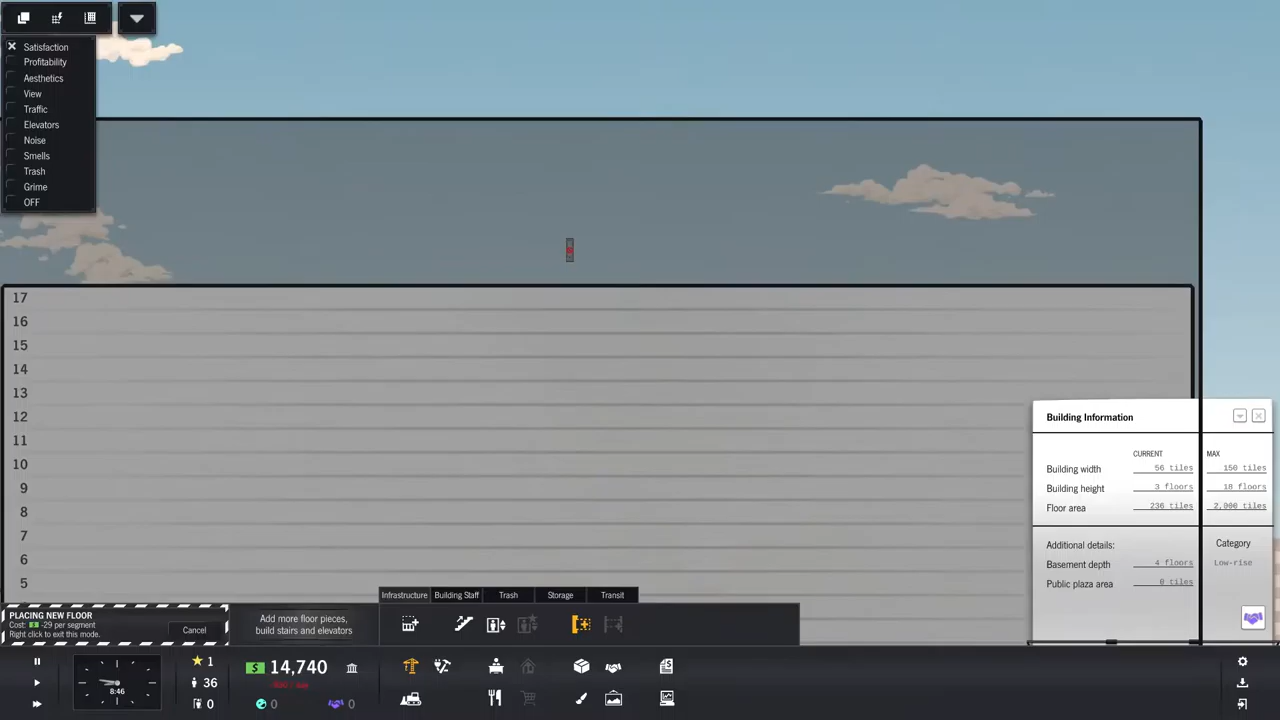 Satisfaction
Profitability
Aesthetics
View
Traffic
Elevators
Noise
Smells
Trash
Grime
OFF
17
16
15
14
13
12
11
10
9
8
7
6
5
Building Information
CURRENT MAX
Building width 56 tiles 150 tiles
Building height 3 floors 18 floors
Floor area 236 tiles 2,000 tiles
Additional details: Category
Basement depth 4 floors Low-rise
Public plaza area 0 tiles
Infrastructure Building Staff Trash Storage Transit
PLACING NEW FLOOR
Cost: $ -29 per segment
Right click to exit this mode.
Cancel
Add more floor pieces,
build stairs and elevators
8:46
1
36
0
$ 14,740
0
0